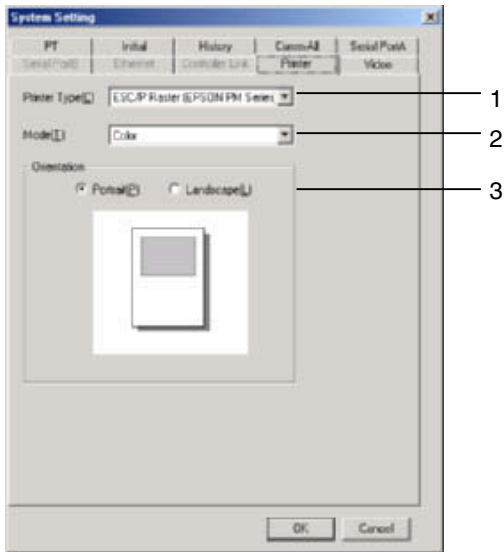 System Setting
PT Initial History Comm-All Serial PortA
Serial PortB Ethernet Controller Link Printer Video
Printer Type(C) ESC/P Raster (EPSON PM Series 1
Mode(T) Color 2
Orientation
Portrait(P) Landscape(L) 3
OK Cancel